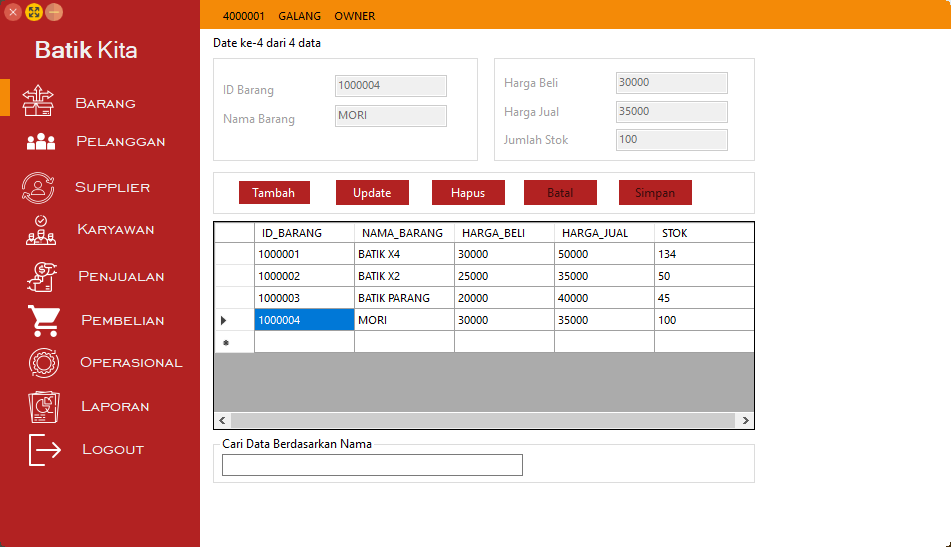 4000001 GALANG OWNER
Batik Kita
BARANG
PELANGGAN
SUPPLIER
KARYAWAN
PENJUALAN
PEMBELIAN
OPERASIONAL
LAPORAN
LOGOUT
Date ke-4 dari 4 data
ID Barang 1000004
Nama Barang MORI
Harga Beli 30000
Harga Jual 35000
Jumlah Stok 100
Tambah Update Hapus Batal Simpan
ID_BARANG NAMA_BARANG HARGA_BELI HARGA_JUAL STOK
1000001 BATIK X4 30000 50000 134
1000002 BATIK X2 25000 35000 50
1000003 BATIK PARANG 20000 40000 45
1000004 MORI 30000 35000 100
Cari Data Berdasarkan Nama